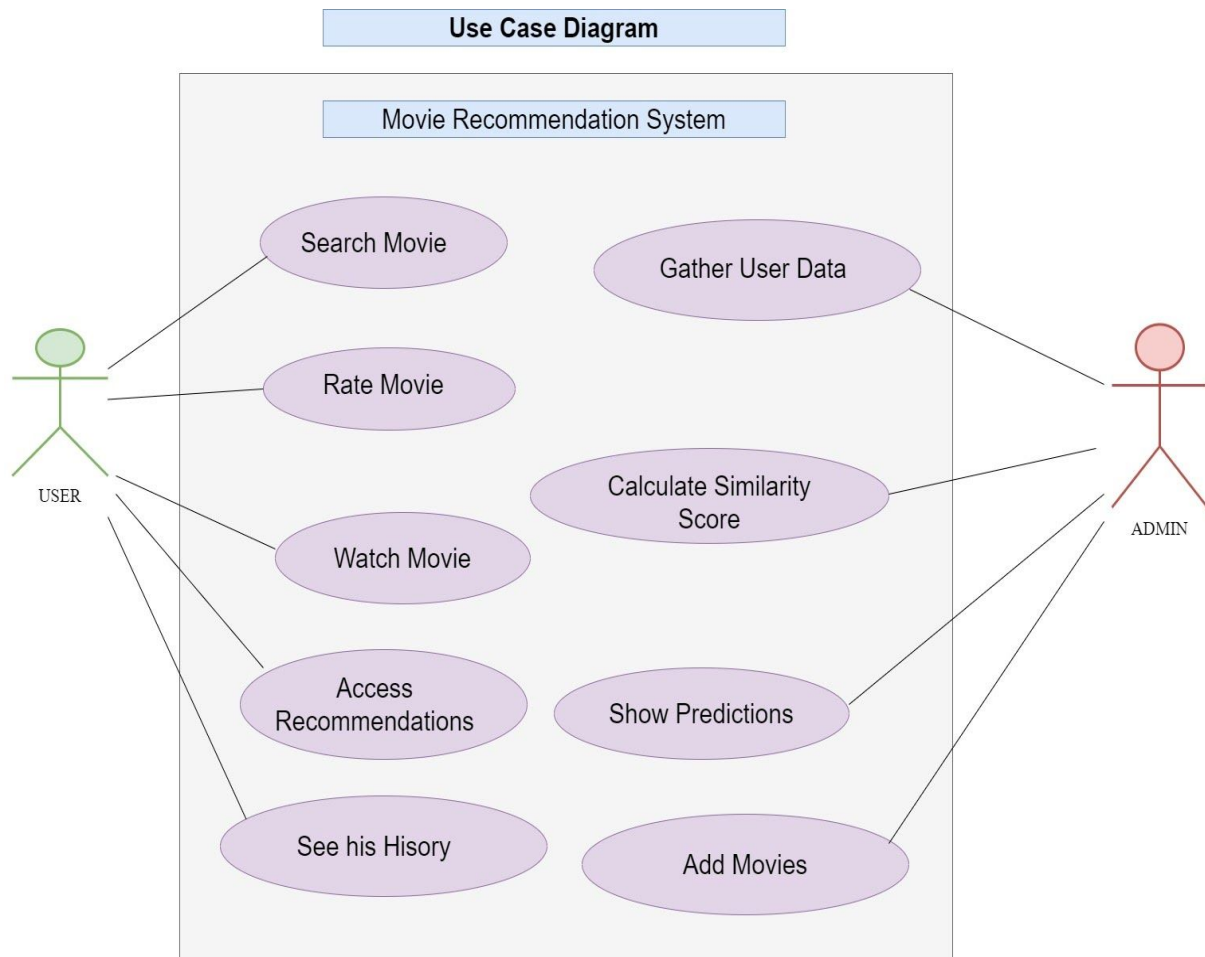 Use Case Diagram
Movie Recommendation System
Search Movie
Gather User Data
Rate Movie
USER
Calculate Similarity
Score
ADMIN
Watch Movie
Access
Recommendations
Show Predictions
See his Hisory
Add Movies